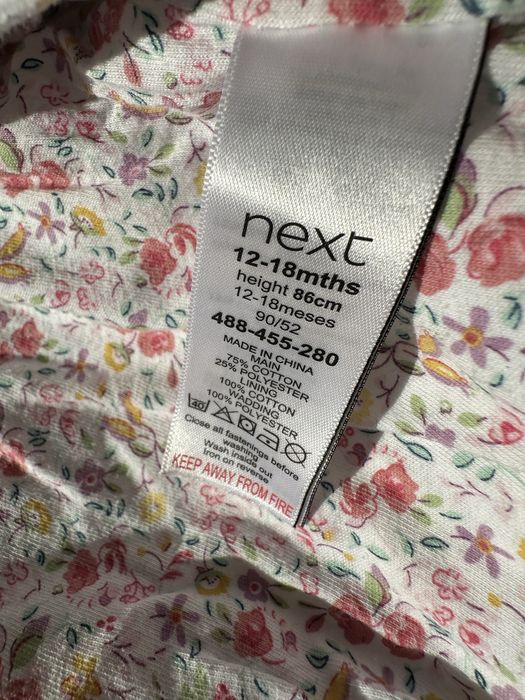 next
12-18mths
height 86cm
12-18meses
90/52
488-455-280
MADE IN CHINA
MAIN
75% COTTON
25% POLYESTER
LINING
100% COTTON
WADDING
100% POLYESTER
40
Close all fastenings before
washing
Wash inside out
Iron on reverse
KEEP AWAY FROM FIRE